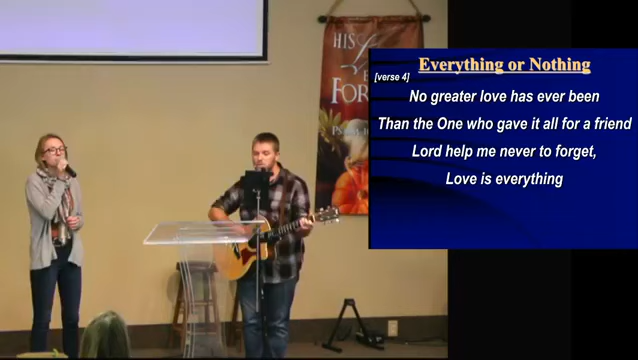 HIS
Everything or Nothing
[verse 4]
No greater love has ever been
Than the One who gave it all for a friend
Lord help me never to forget,
Love is everything